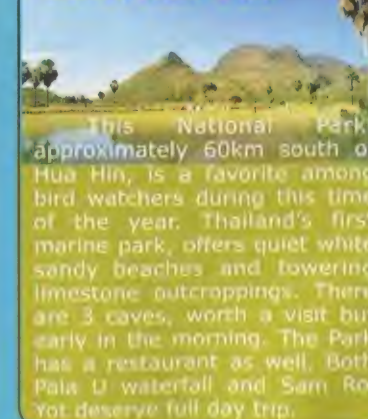 This National Park
approximately 60km south o
Hua Hin, is a favorite among
bird watchers during this time
of the year. Thailand's first
marine park, offers quiet white
sandy beaches and towering
limestone outcroppings. There
are 3 caves, worth a visit but
early in the morning. The Park
has a restaurant as well. Both
Pala U waterfall and Sam Ro
Yot deserve full day trip.